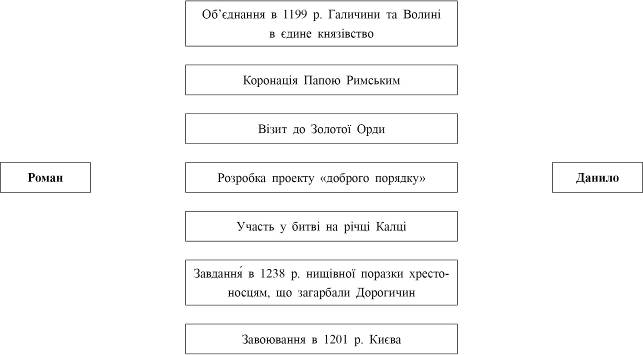 Об’єднання в 1199 р. Галичини та Волині
в єдине князівство
Коронація Папою Римським
Візит до Золотої Орди
Роман
Розробка проекту «доброго порядку»
Данило
Участь у битві на річці Калці
Завдання́ в 1238 р. нищівної поразки хресто-
носцям, що загарбали Дорогичин
Завоювання в 1201 р. Києва